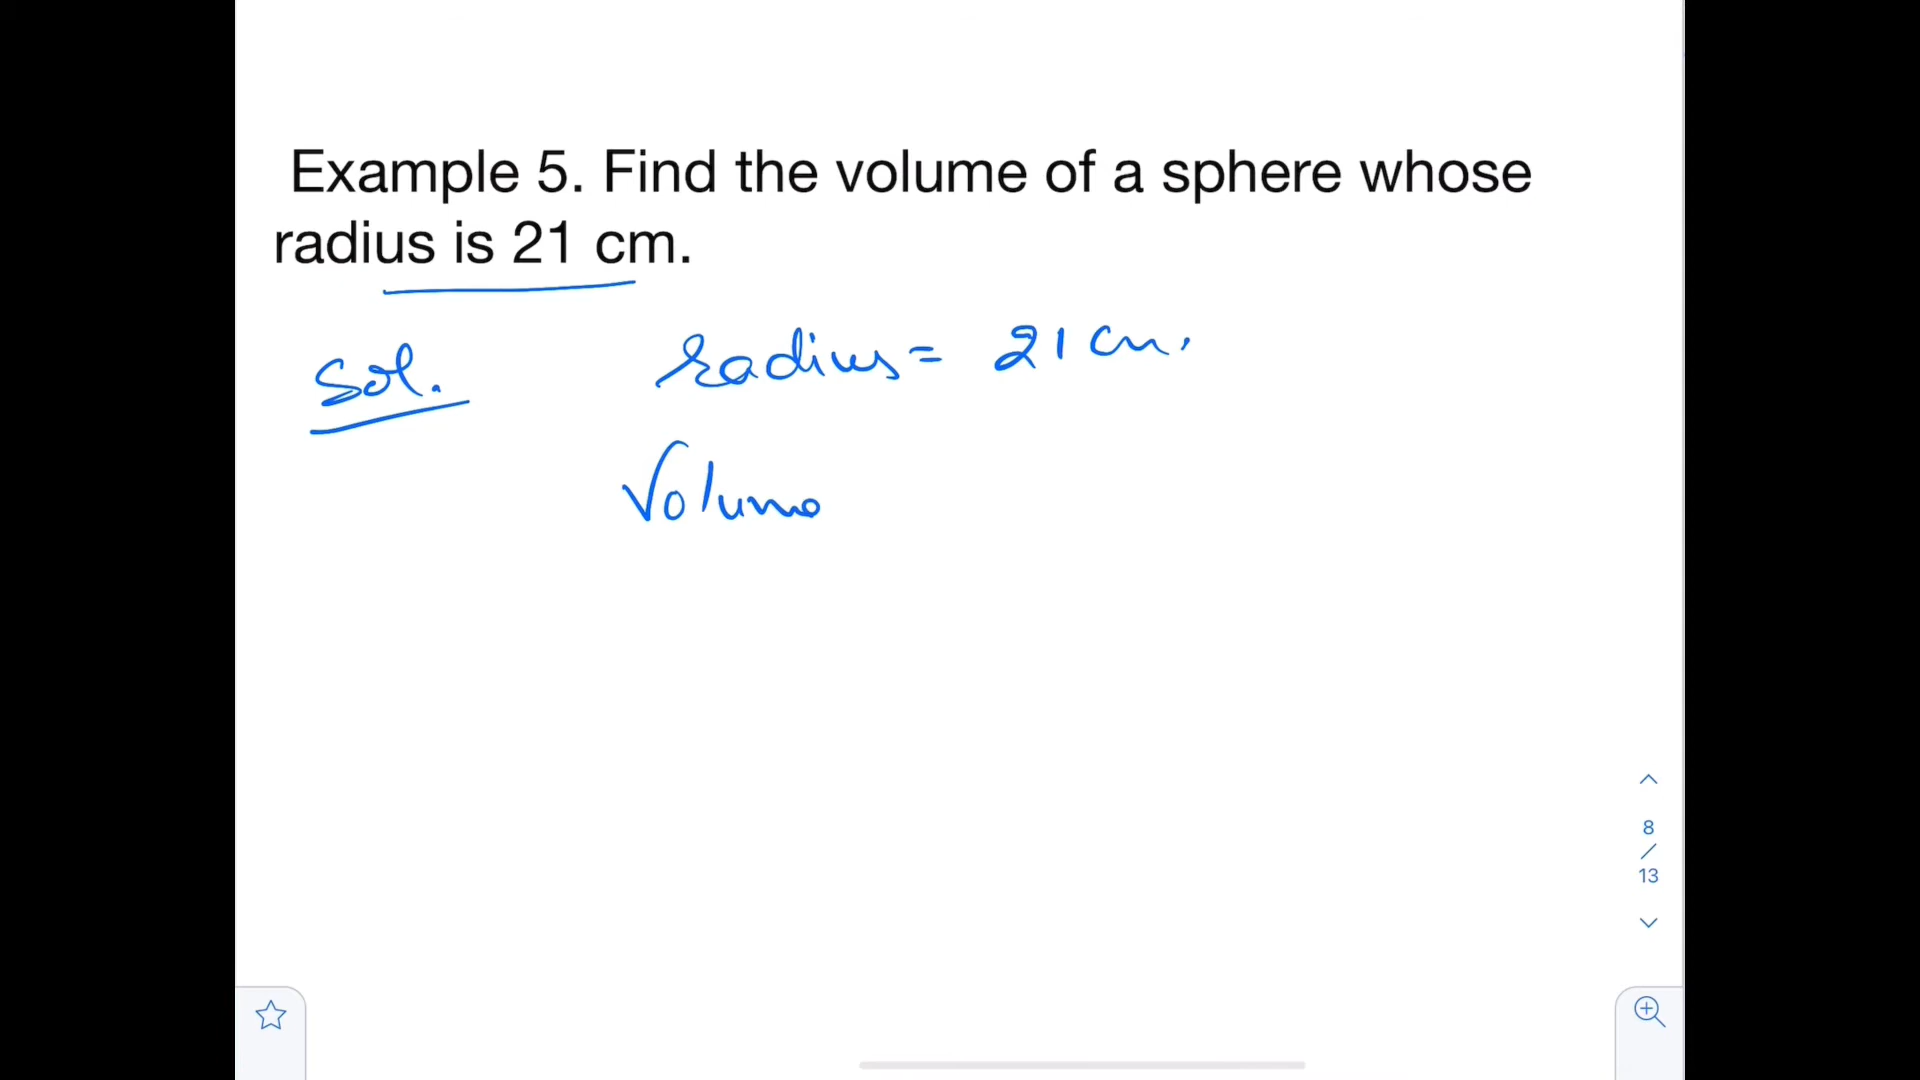 Example 5. Find the volume of a sphere whose
radius is 21 cm.
Sol. radius = 21 cm.
Volume
8
/
13